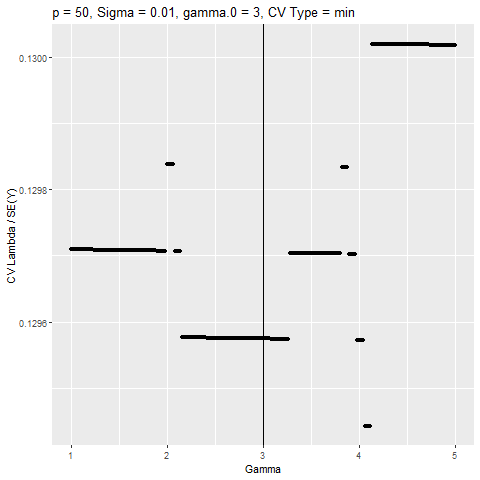 p = 50, Sigma = 0.01, gamma.0 = 3, CV Type = min
0.1300
0.1298
0.1296
CV Lambda / SE(Y)
1 2 3 4 5
Gamma